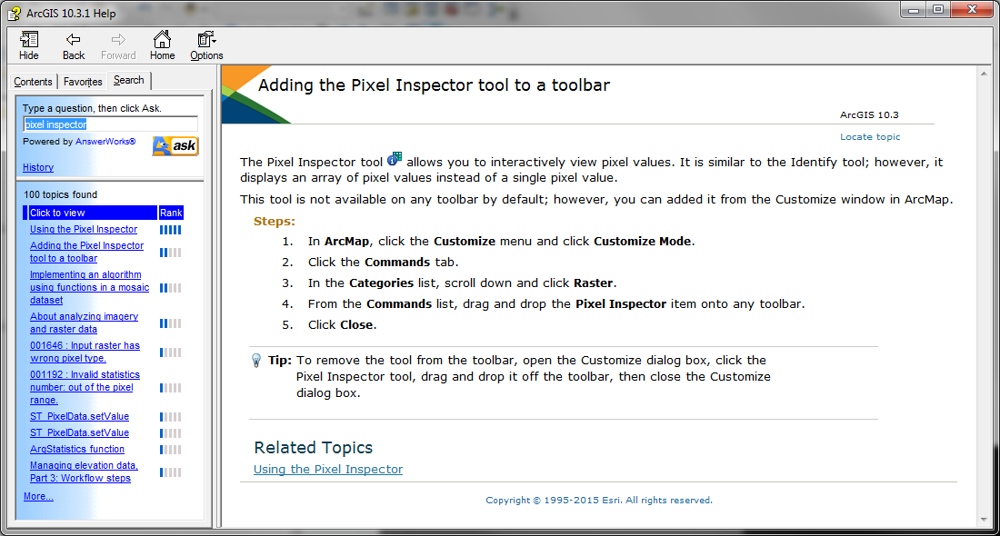 ArcGIS 10.3.1 Help
Hide
Back
Forward
Home
Options
Contents
Favorites
Search
Type a question, then click Ask.
pixel inspector
Powered by AnswerWorks®
ask
History
100 topics found
Click to view
Rank
Using the Pixel Inspector
Adding the Pixel Inspector
tool to a toolbar
Implementing an algorithm
using functions in a mosaic
dataset
About analyzing imagery
and raster data
001646 : Input raster has
wrong pixel type.
001192 : Invalid statistics
number: out of the pixel
range.
ST_PixelData.setValue
ST_PixelData.setValue
ArgStatistics function
Managing elevation data,
Part 3: Workflow steps
More...
Adding the Pixel Inspector tool to a toolbar
ArcGIS 10.3
Locate topic
The Pixel Inspector tool allows you to interactively view pixel values. It is similar to the Identify tool; however, it
displays an array of pixel values instead of a single pixel value.
This tool is not available on any toolbar by default; however, you can added it from the Customize window in ArcMap.
Steps:
1. In ArcMap, click the Customize menu and click Customize Mode.
2. Click the Commands tab.
3. In the Categories list, scroll down and click Raster.
4. From the Commands list, drag and drop the Pixel Inspector item onto any toolbar.
5. Click Close.
Tip: To remove the tool from the toolbar, open the Customize dialog box, click the
Pixel Inspector tool, drag and drop it off the toolbar, then close the Customize
dialog box.
Related Topics
Using the Pixel Inspector
Copyright © 1995-2015 Esri. All rights reserved.